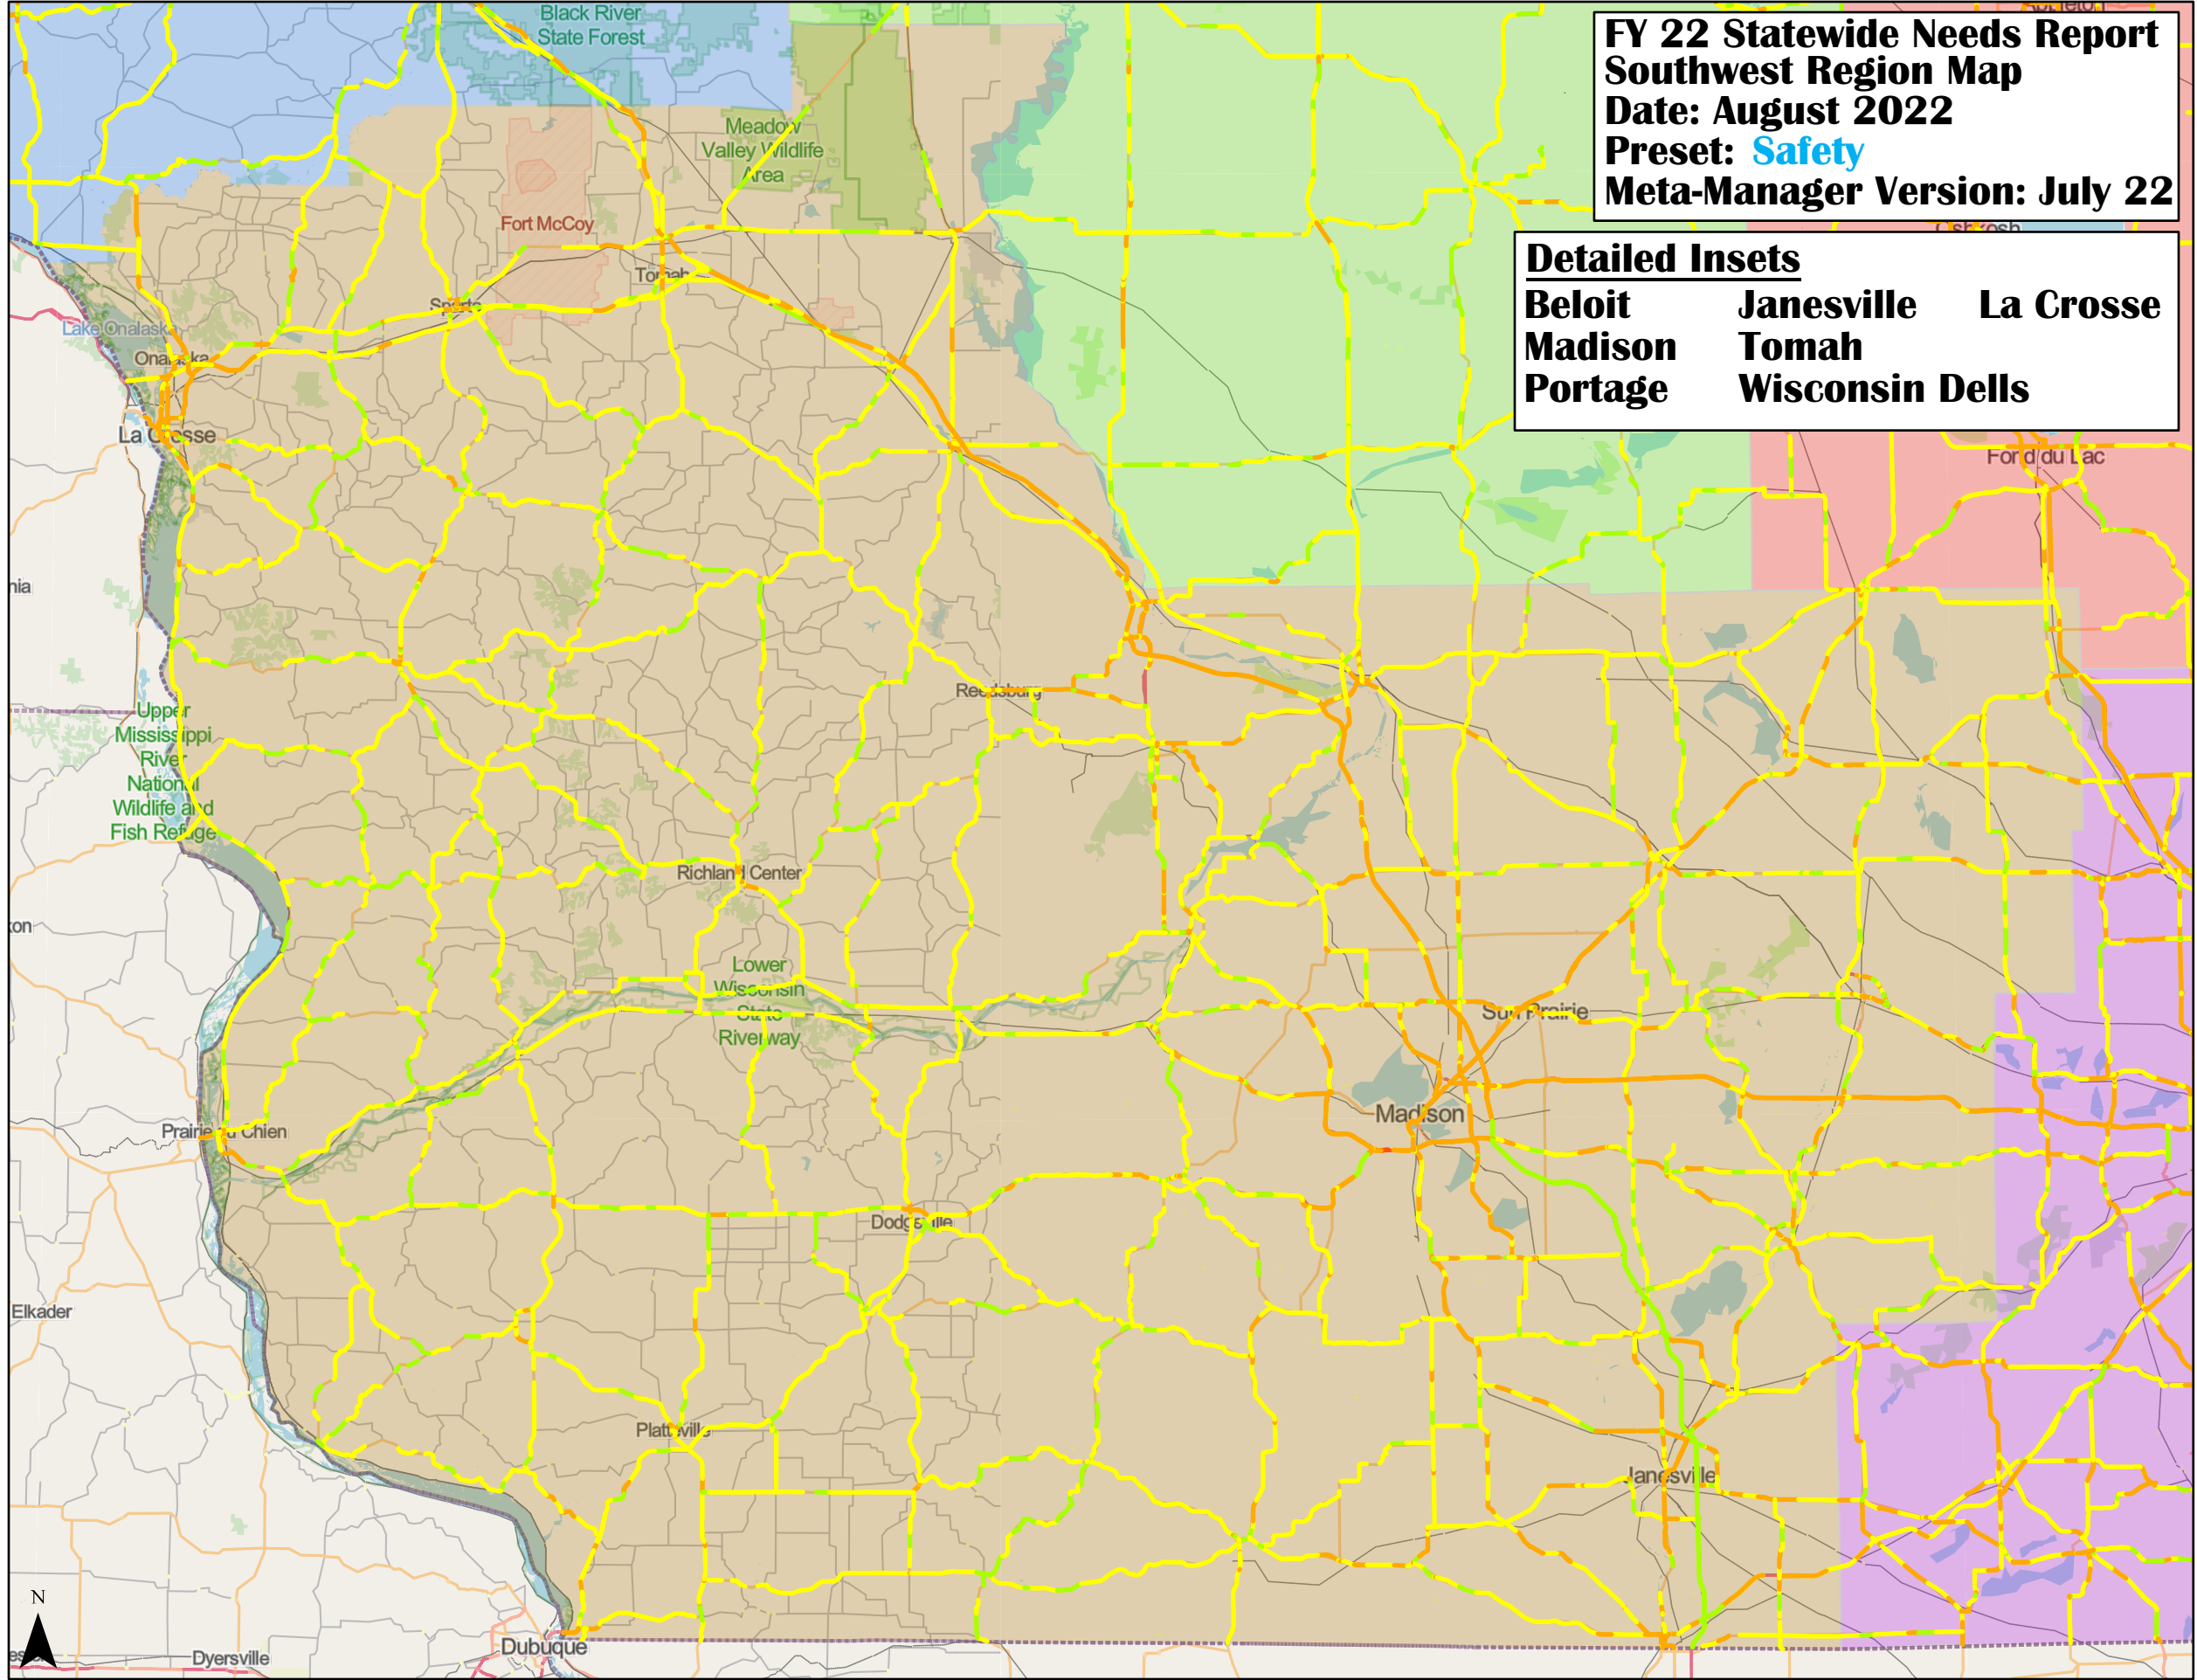 FY 22 Statewide Needs Report
Southwest Region Map
Date: August 2022
Preset: Safety
Meta-Manager Version: July 22
Detailed Insets
Beloit Janesville La Crosse
Madison Tomah
Portage Wisconsin Dells
Black River
State Forest
Meadow
Valley Wildlife
Area
Fort McCoy
Oshkosh
Tomah
Sparta
Lake Onalaska
Onalaska
La Crosse
Fond du Lac
nia
Reedsburg
Upper
Mississippi
River
National
Wildlife and
Fish Refuge
Richland Center
Lower
Wisconsin
State
Riverway
Sun Prairie
Madison
Prairie du Chien
Dodgeville
Elkader
Platteville
Janesville
N
Dubuque
Dyersville